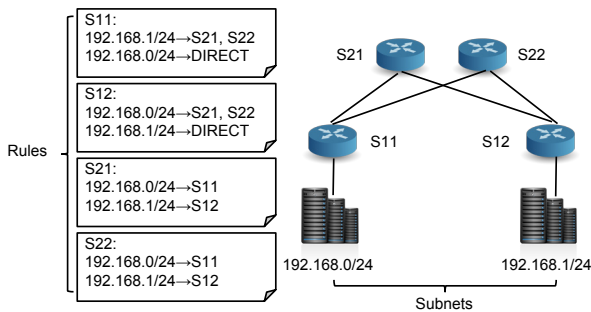 Rules
S11:
192.168.1/24→S21, S22
192.168.0/24→DIRECT
S12:
192.168.0/24→S21, S22
192.168.1/24→DIRECT
S21:
192.168.0/24→S11
192.168.1/24→S12
S22:
192.168.0/24→S11
192.168.1/24→S12
S21
S22
S11
S12
192.168.0/24
192.168.1/24
Subnets